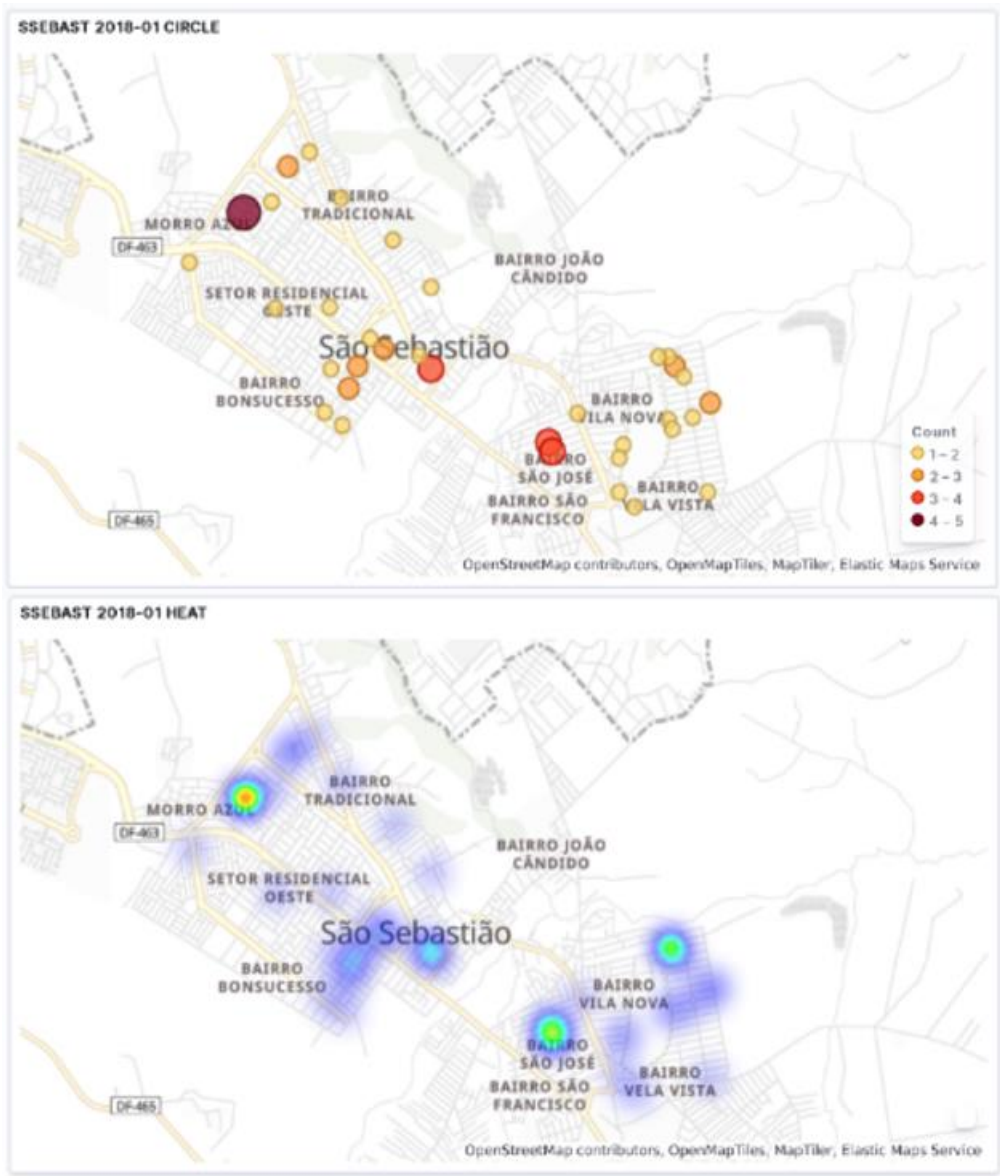 SSEBAST 2018-01 CIRCLE
BAIRRO
TRADICIONAL
MORRO AZUL
DF-463
BAIRRO JOÃO
CÂNDIDO
SETOR RESIDENCIAL
OESTE
São Sebastião
BAIRRO
BONSUCESSO
BAIRRO
VILA NOVA
Count
1 - 2
2 - 3
3 - 4
4 - 5
BAIRRO
SÃO JOSÉ
BAIRRO SÃO
FRANCISCO
BAIRRO
VELA VISTA
DF-465
OpenStreetMap contributors, OpenMapTiles, MapTiler, Elastic Maps Service
SSEBAST 2018-01 HEAT
BAIRRO
TRADICIONAL
MORRO AZUL
DF-463
BAIRRO JOÃO
CÂNDIDO
SETOR RESIDENCIAL
OESTE
São Sebastião
BAIRRO
BONSUCESSO
BAIRRO
VILA NOVA
BAIRRO
SÃO JOSÉ
BAIRRO SÃO
FRANCISCO
BAIRRO
VELA VISTA
DF-465
OpenStreetMap contributors, OpenMapTiles, MapTiler, Elastic Maps Service